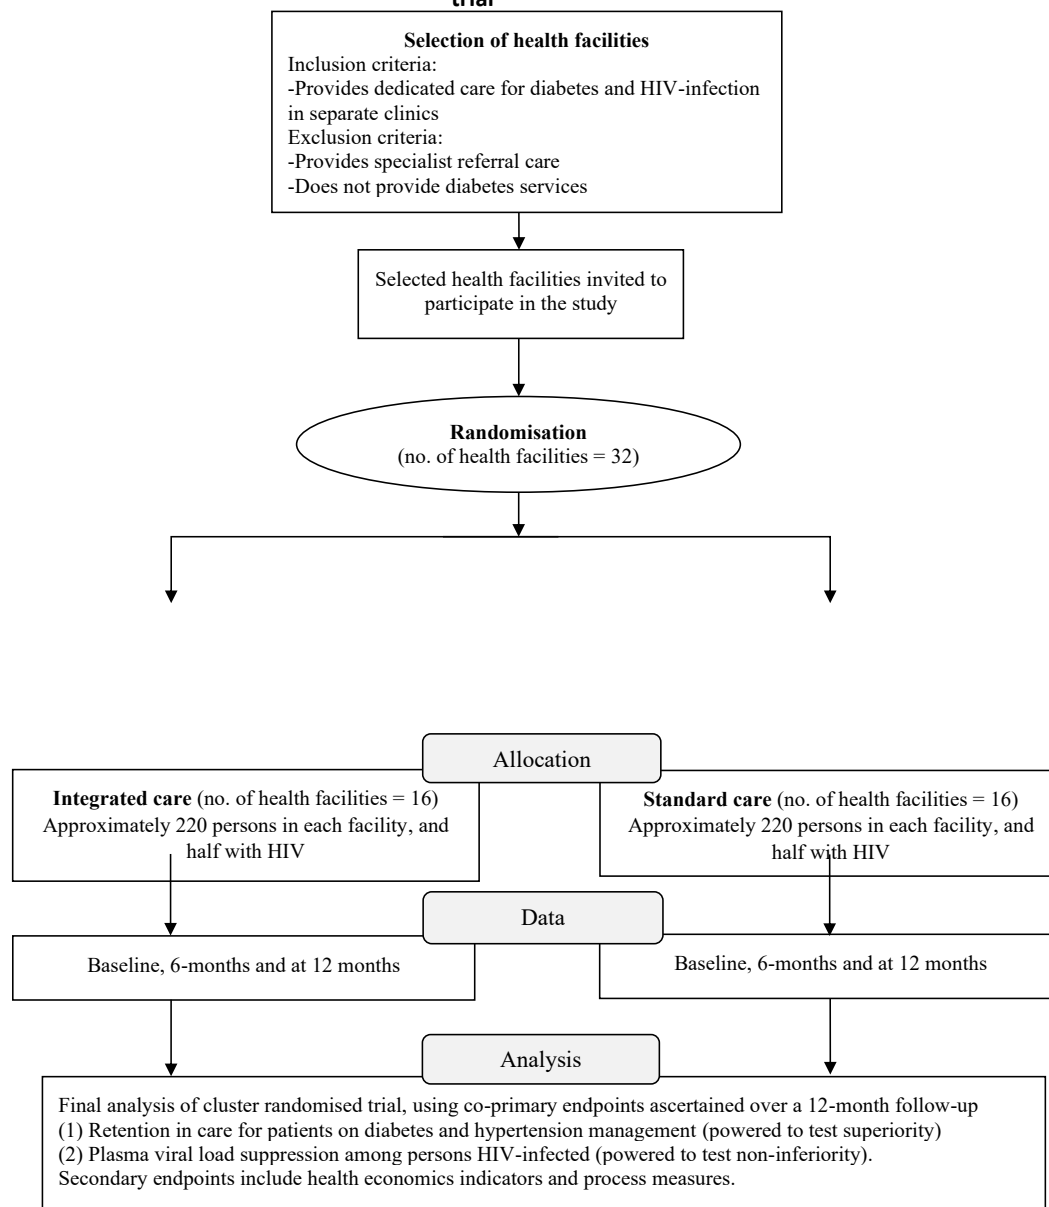 trial
Selection of health facilities
Inclusion criteria:
-Provides dedicated care for diabetes and HIV-infection
in separate clinics
Exclusion criteria:
-Provides specialist referral care
-Does not provide diabetes services
Selected health facilities invited to
participate in the study
Randomisation
(no. of health facilities = 32)
Allocation
Integrated care (no. of health facilities = 16)
Approximately 220 persons in each facility, and
half with HIV
Standard care (no. of health facilities = 16)
Approximately 220 persons in each facility, and
half with HIV
Data
Baseline, 6-months and at 12 months
Baseline, 6-months and at 12 months
Analysis
Final analysis of cluster randomised trial, using co-primary endpoints ascertained over a 12-month follow-up
(1) Retention in care for patients on diabetes and hypertension management (powered to test superiority)
(2) Plasma viral load suppression among persons HIV-infected (powered to test non-inferiority).
Secondary endpoints include health economics indicators and process measures.